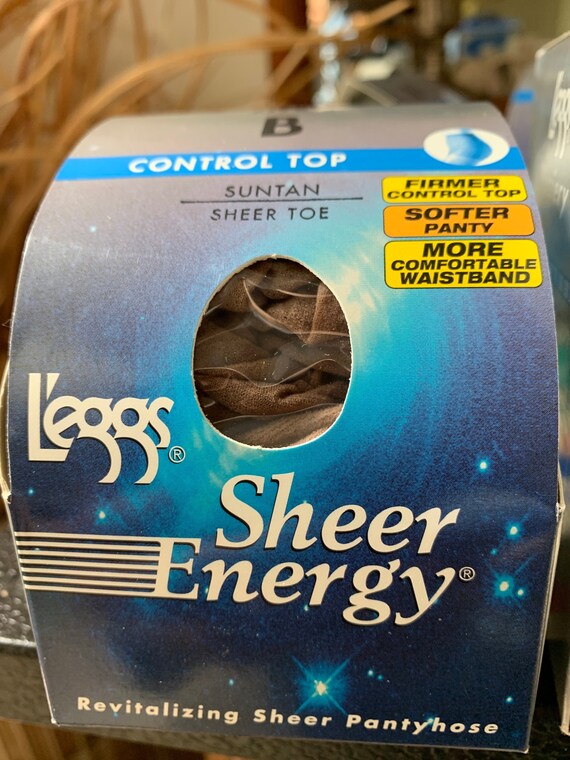 B
CONTROL TOP
SUNTAN
SHEER TOE
FIRMER
CONTROL TOP
SOFTER
PANTY
MORE
COMFORTABLE
WAISTBAND
L'eggs®
Sheer
Energy®
Revitalizing Sheer Pantyhose